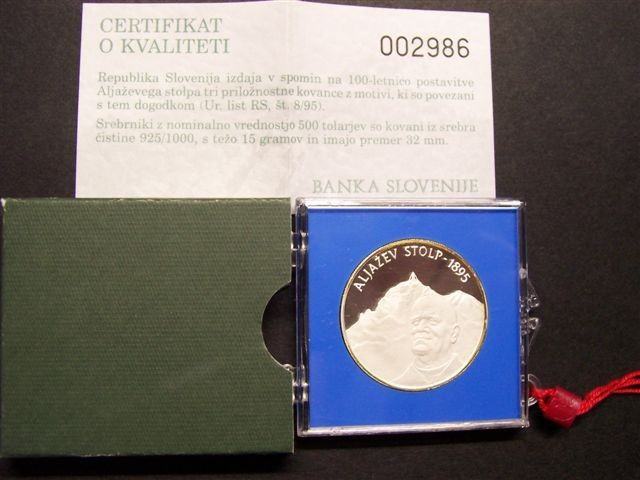 CERTIFIKAT
O KVALITETI
002986
Republika Slovenija izdaja v spomin na 100-letnico postavitve
Aljaževega stolpa tri priložnostne kovance z motivi, ki so povezani
s tem dogodkom (Ur. list RS, št. 8/95).
Srebrniki z nominalno vrednostjo 500 tolarjev so kovani iz srebra
čistine 925/1000, s težo 15 gramov in imajo premer 32 mm.
BANKA SLOVENIJE
ALJAŽEV STOLP-1895